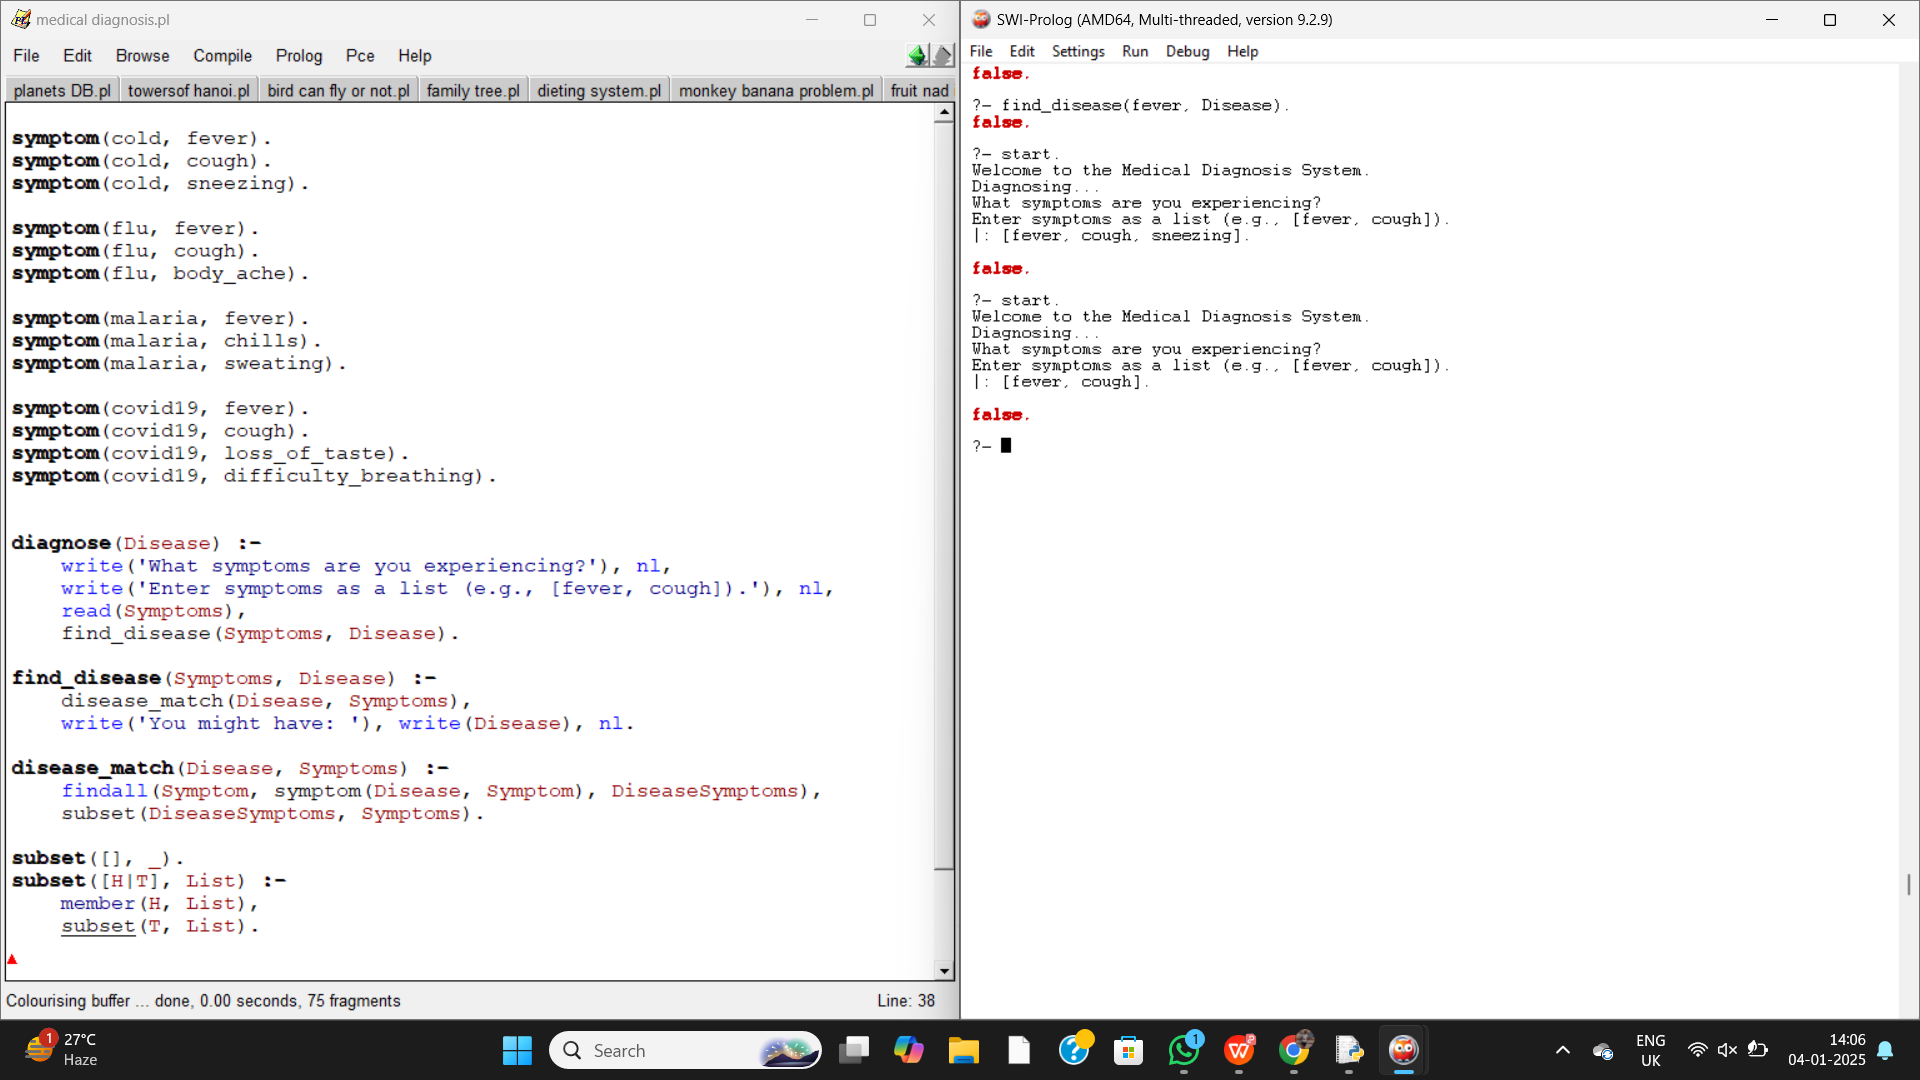 medical diagnosis.pl
File Edit Browse Compile Prolog Pce Help
planets DB.pl towersof hanoi.pl bird can fly or not.pl family tree.pl dieting system.pl monkey banana problem.pl fruit nad
symptom(cold, fever).
symptom(cold, cough).
symptom(cold, sneezing).
symptom(flu, fever).
symptom(flu, cough).
symptom(flu, body_ache).
symptom(malaria, fever).
symptom(malaria, chills).
symptom(malaria, sweating).
symptom(covid19, fever).
symptom(covid19, cough).
symptom(covid19, loss_of_taste).
symptom(covid19, difficulty_breathing).
diagnose(Disease) :-
write('What symptoms are you experiencing?'), nl,
write('Enter symptoms as a list (e.g., [fever, cough]).'), nl,
read(Symptoms),
find_disease(Symptoms, Disease).
find_disease(Symptoms, Disease) :-
disease_match(Disease, Symptoms),
write('You might have: '), write(Disease), nl.
disease_match(Disease, Symptoms) :-
findall(Symptom, symptom(Disease, Symptom), DiseaseSymptoms),
subset(DiseaseSymptoms, Symptoms).
subset([], _).
subset([H|T], List) :-
member(H, List),
subset(T, List).
Colourising buffer ... done, 0.00 seconds, 75 fragments
Line: 38
SWI-Prolog (AMD64, Multi-threaded, version 9.2.9)
File Edit Settings Run Debug Help
false.
?- find_disease(fever, Disease).
false.
?- start.
Welcome to the Medical Diagnosis System.
Diagnosing...
What symptoms are you experiencing?
Enter symptoms as a list (e.g., [fever, cough]).
|: [fever, cough, sneezing].
false.
?- start.
Welcome to the Medical Diagnosis System.
Diagnosing...
What symptoms are you experiencing?
Enter symptoms as a list (e.g., [fever, cough]).
|: [fever, cough].
false.
?-
1
27°C
Haze
Search
1
ENG
UK
14:06
04-01-2025